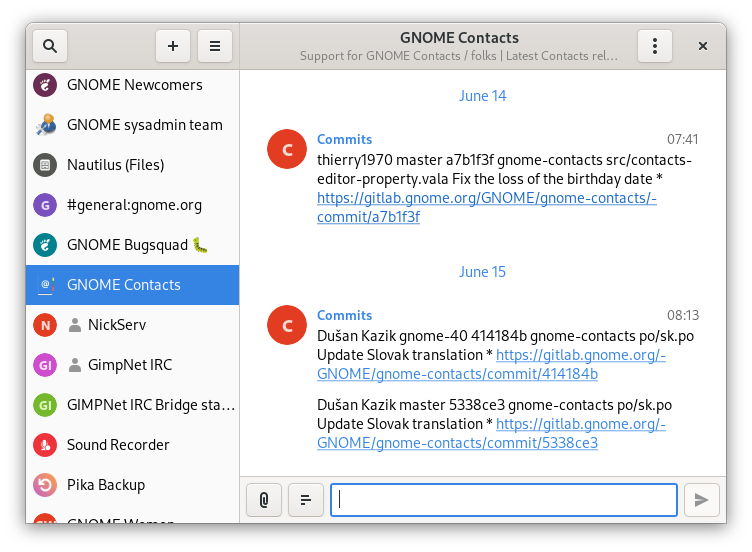 GNOME Contacts
Support for GNOME Contacts / folks | Latest Contacts rel…
GNOME Newcomers
GNOME sysadmin team
Nautilus (Files)
G
#general:gnome.org
GNOME Bugsquad 🐛
@
GNOME Contacts
N
NickServ
GI
GimpNet IRC
GI
GIMPNet IRC Bridge sta…
Sound Recorder
Pika Backup
GW
GNOME Women
June 14
C
Commits
07:41
thierry1970 master a7b1f3f gnome-contacts src/contacts-
editor-property.vala Fix the loss of the birthday date *
https://gitlab.gnome.org/GNOME/gnome-contacts/-
commit/a7b1f3f
June 15
C
Commits
08:13
Dušan Kazik gnome-40 414184b gnome-contacts po/sk.po
Update Slovak translation * https://gitlab.gnome.org/-
GNOME/gnome-contacts/commit/414184b
Dušan Kazik master 5338ce3 gnome-contacts po/sk.po
Update Slovak translation * https://gitlab.gnome.org/-
GNOME/gnome-contacts/commit/5338ce3